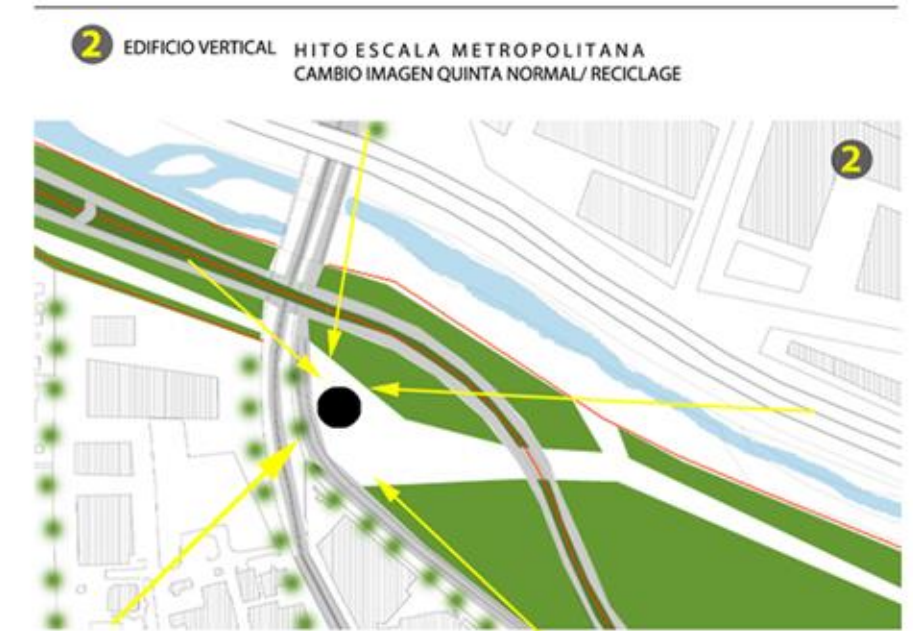 2 EDIFICIO VERTICAL HITO ESCALA METROPOLITANA
CAMBIO IMAGEN QUINTA NORMAL/ RECICLAGE
2